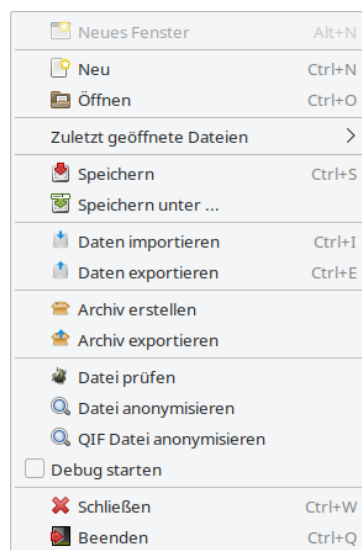 Neues Fenster Alt+N
Neu Ctrl+N
Öffnen Ctrl+O
Zuletzt geöffnete Dateien
Speichern Ctrl+S
Speichern unter ...
Daten importieren Ctrl+I
Daten exportieren Ctrl+E
Archiv erstellen
Archiv exportieren
Datei prüfen
Datei anonymisieren
QIF Datei anonymisieren
Debug starten
Schließen Ctrl+W
Beenden Ctrl+Q